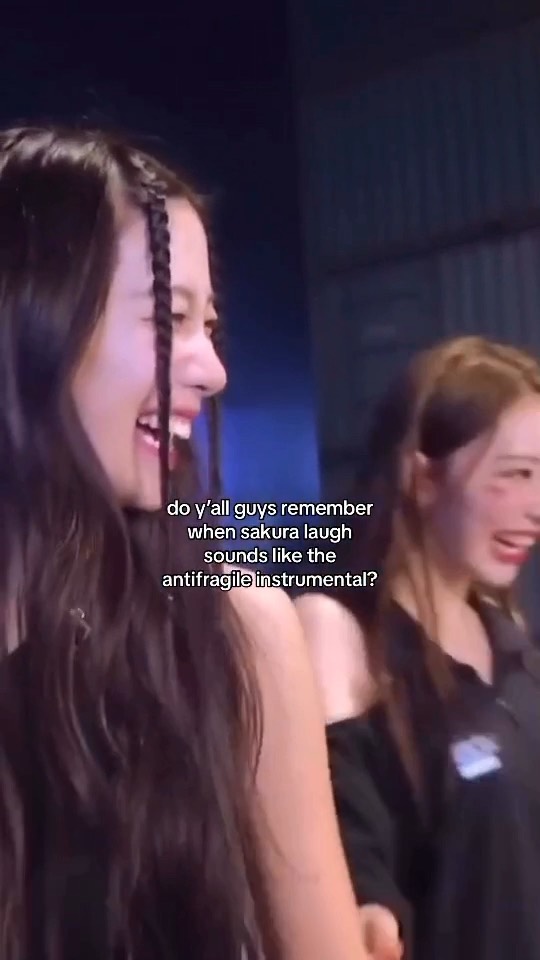 do y'all guys remember
when sakura laugh
sounds like the
antifragile instrumental?